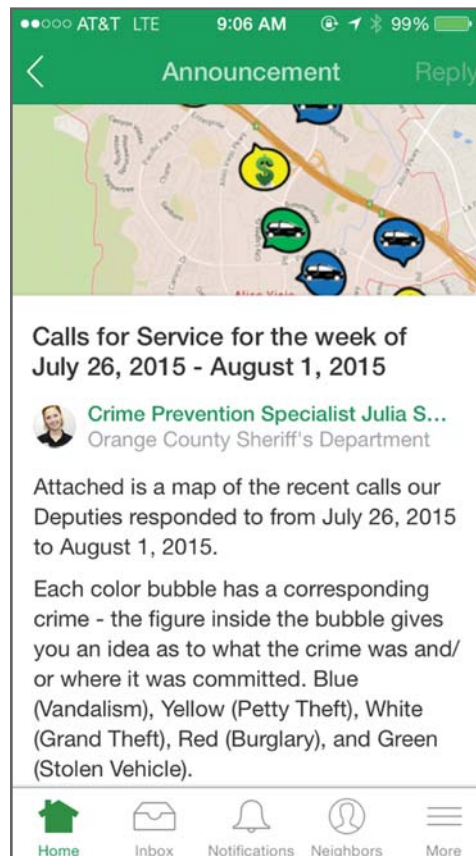 AT&T LTE 9:06 AM 99%
Announcement Reply
$
Aliso Viejo
Calls for Service for the week of
July 26, 2015 - August 1, 2015
Crime Prevention Specialist Julia S...
Orange County Sheriff's Department
Attached is a map of the recent calls our
Deputies responded to from July 26, 2015
to August 1, 2015.
Each color bubble has a corresponding
crime - the figure inside the bubble gives
you an idea as to what the crime was and/
or where it was committed. Blue
(Vandalism), Yellow (Petty Theft), White
(Grand Theft), Red (Burglary), and Green
(Stolen Vehicle).
Home Inbox Notifications Neighbors More